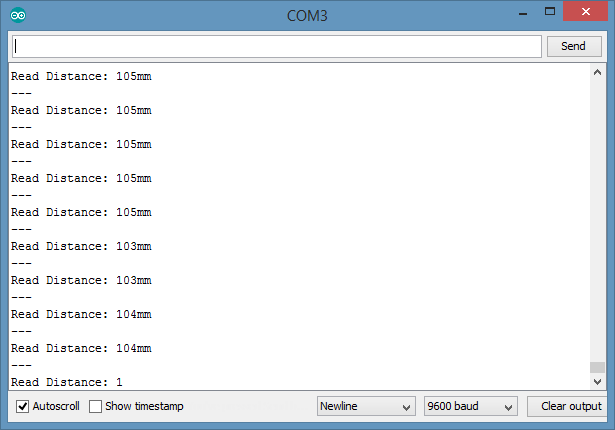 COM3
Send
Read Distance: 105mm
---
Read Distance: 105mm
---
Read Distance: 105mm
---
Read Distance: 105mm
---
Read Distance: 105mm
---
Read Distance: 103mm
---
Read Distance: 103mm
---
Read Distance: 104mm
---
Read Distance: 104mm
---
Read Distance: 1
Autoscroll Show timestamp Newline 9600 baud Clear output